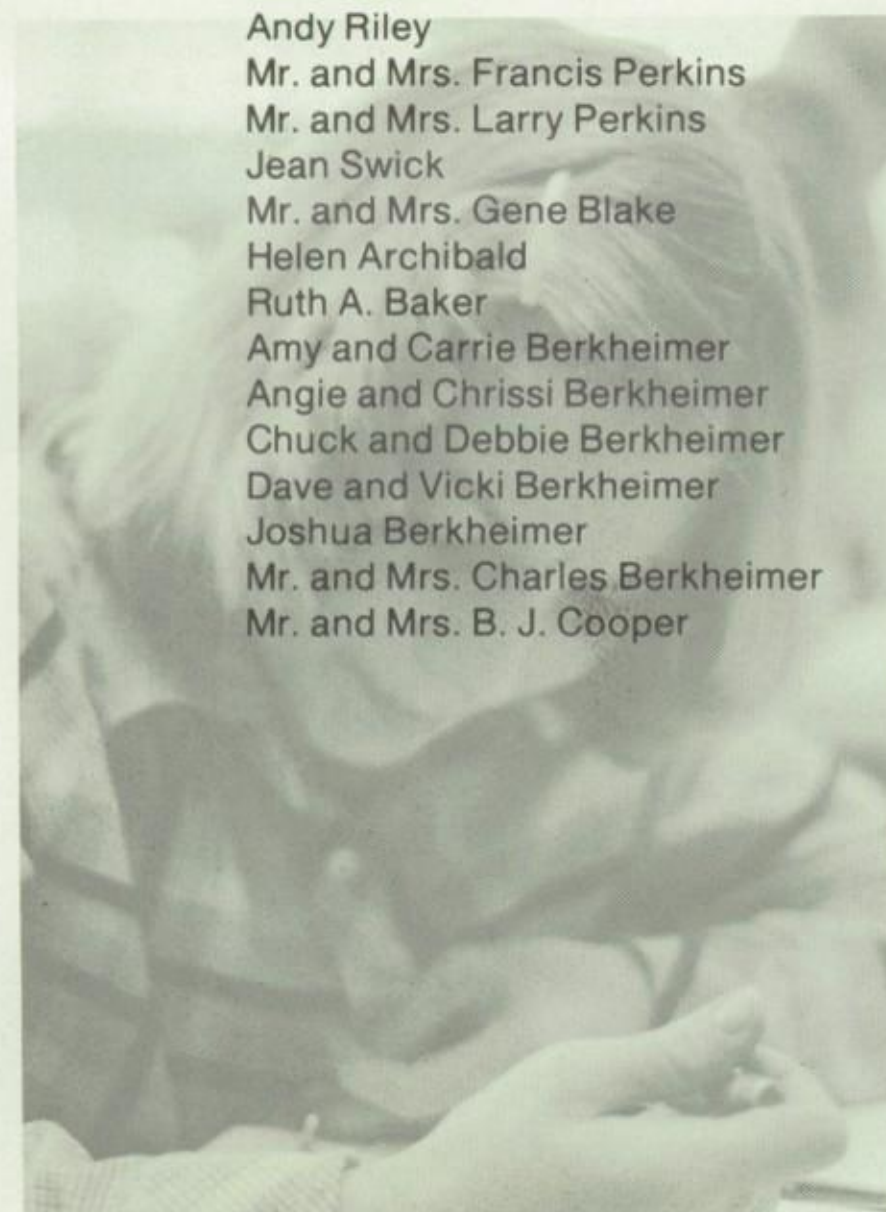 Andy Riley
Mr. and Mrs. Francis Perkins
Mr. and Mrs. Larry Perkins
Jean Swick
Mr. and Mrs. Gene Blake
Helen Archibald
Ruth A. Baker
Amy and Carrie Berkheimer
Angie and Chrissi Berkheimer
Chuck and Debbie Berkheimer
Dave and Vicki Berkheimer
Joshua Berkheimer
Mr. and Mrs. Charles Berkheimer
Mr. and Mrs. B. J. Cooper